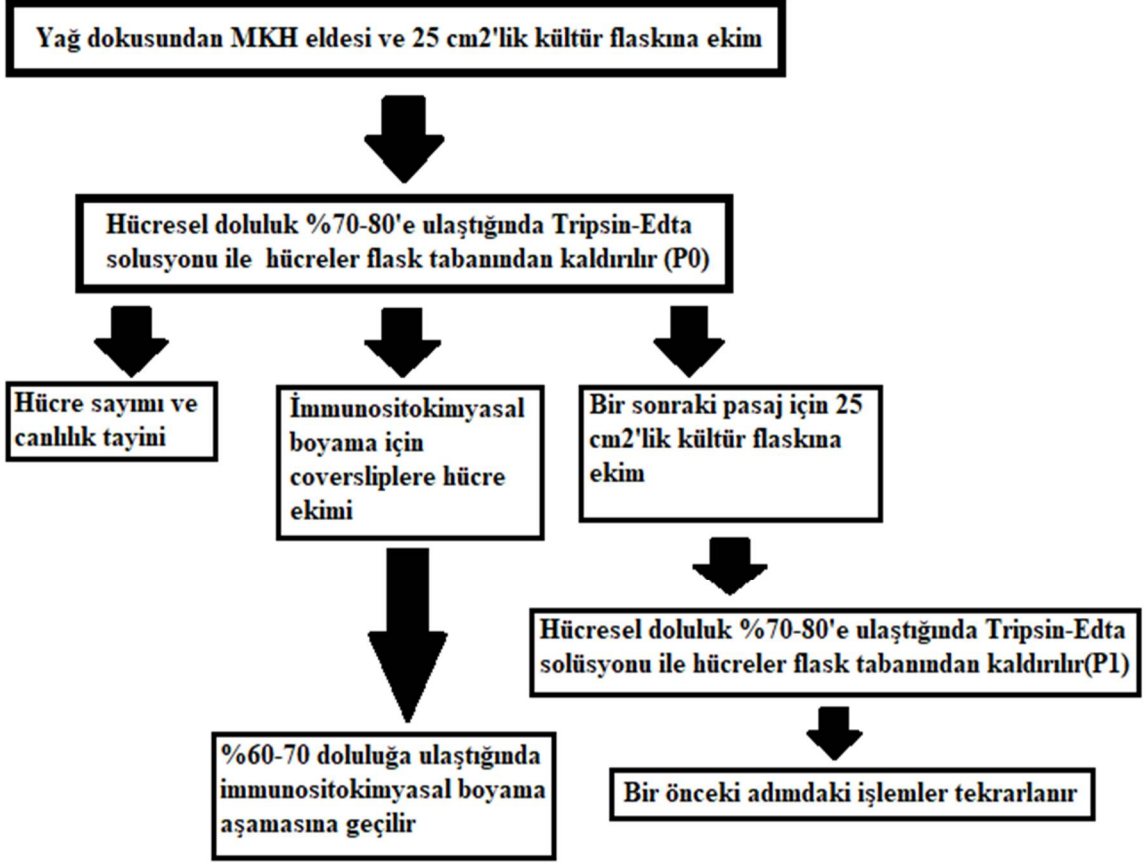 Yağ dokusundan MKH eldesi ve 25 cm2'lik kültür flaskına ekim
Hücresel doluluk %70-80'e ulaştığında Tripsin-Edta
solusyonu ile hücreler flask tabanından kaldırılır (P0)
Hücre sayımı ve
canlılık tayini
İmmunositokimyasal
boyama için
coversliplere hücre
ekimi
Bir sonraki pasaj için 25
cm2'lik kültür flaskına
ekim
Hücresel doluluk %70-80'e ulaştığında Tripsin-Edta
solüsyonu ile hücreler flask tabanından kaldırılır(P1)
%60-70 doluluğa ulaştığında
immunositokimyasal boyama
aşamasına geçilir
Bir önceki adımdaki işlemler tekrarlanır